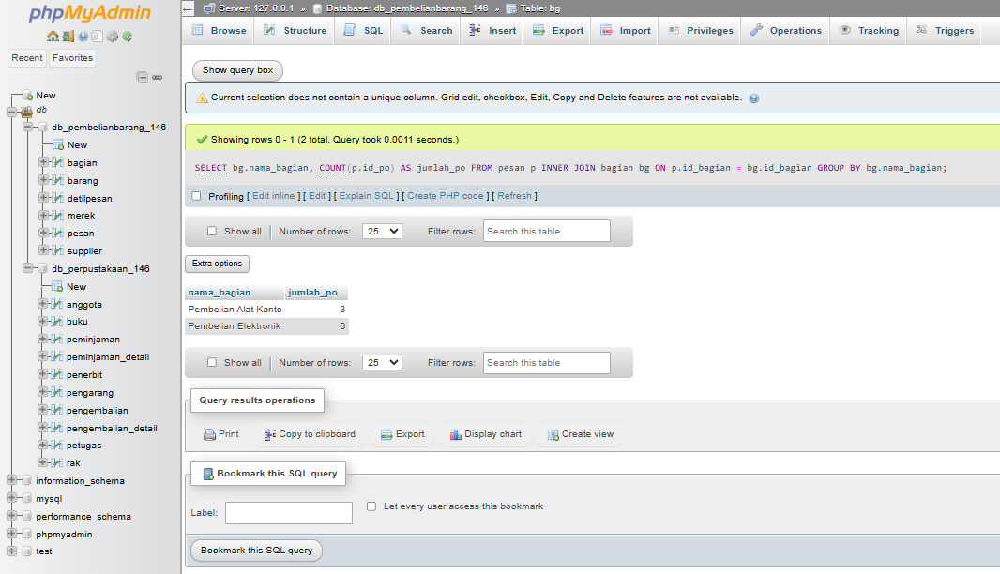 phpMyAdmin
Recent Favorites
New
db
db_pembelianbarang_146
New
bagian
barang
detilpesan
merek
pesan
supplier
db_perpustakaan_146
New
anggota
buku
peminjaman
peminjaman_detail
penerbit
pengarang
pengembalian
pengembalian_detail
petugas
rak
information_schema
mysql
performance_schema
phpmyadmin
test
← Server: 127.0.0.1 » Database: db_pembelianbarang_146 » Table: bg
Browse Structure SQL Search Insert Export Import Privileges Operations Tracking Triggers
Show query box
Current selection does not contain a unique column. Grid edit, checkbox, Edit, Copy and Delete features are not available.
Showing rows 0 - 1 (2 total, Query took 0.0011 seconds.)
SELECT bg.nama_bagian, COUNT(p.id_po) AS jumlah_po FROM pesan p INNER JOIN bagian bg ON p.id_bagian = bg.id_bagian GROUP BY bg.nama_bagian;
Profiling [ Edit inline ] [ Edit ] [ Explain SQL ] [ Create PHP code ] [ Refresh ]
Show all Number of rows: 25 Filter rows: Search this table
Extra options
nama_bagian jumlah_po
Pembelian Alat Kanto 3
Pembelian Elektronik 6
Show all Number of rows: 25 Filter rows: Search this table
Query results operations
Print Copy to clipboard Export Display chart Create view
Bookmark this SQL query
Label: Let every user access this bookmark
Bookmark this SQL query